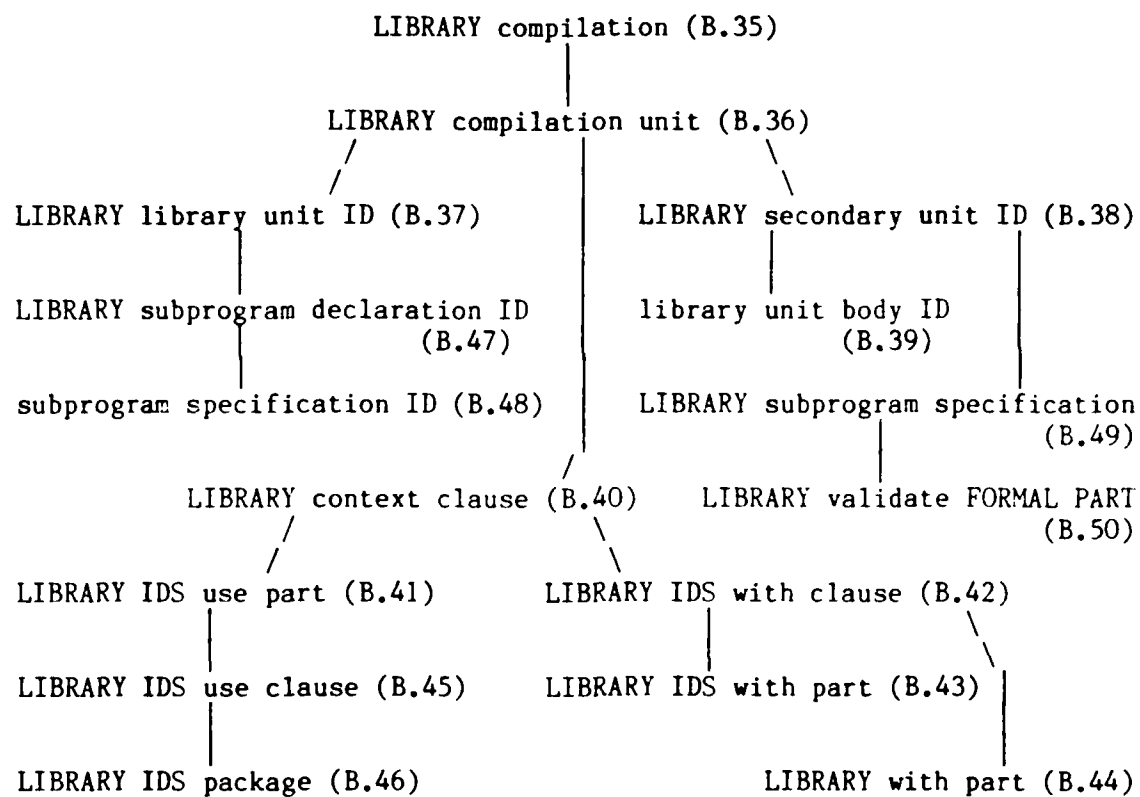 LIBRARY compilation (B.35)
LIBRARY compilation unit (B.36)
LIBRARY library unit ID (B.37) LIBRARY secondary unit ID (B.38)
LIBRARY subprogram declaration ID library unit body ID
(B.47) (B.39)
subprogram specification ID (B.48) LIBRARY subprogram specification
(B.49)
LIBRARY context clause (B.40) LIBRARY validate FORMAL PART
(B.50)
LIBRARY IDS use part (B.41) LIBRARY IDS with clause (B.42)
LIBRARY IDS use clause (B.45) LIBRARY IDS with part (B.43)
LIBRARY IDS package (B.46) LIBRARY with part (B.44)